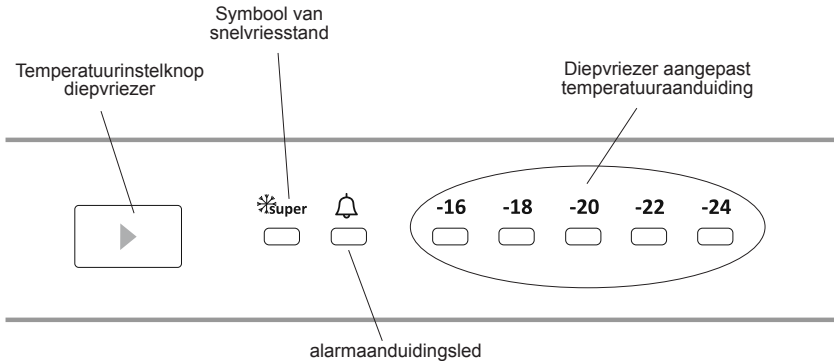 Symbool van
snelvriesstand
Temperatuurinstelknop
diepvriezer
Diepvriezer aangepast
temperatuuraanduiding
super
-16 -18 -20 -22 -24
alarmaanduidingsled